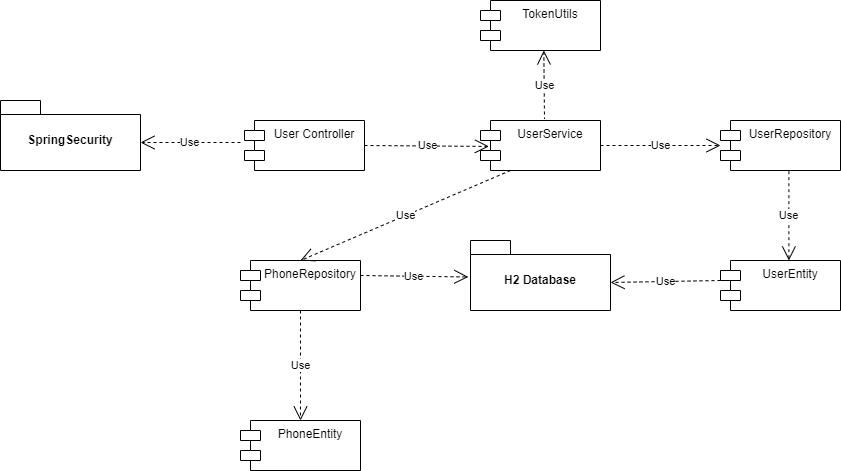 TokenUtils
Use
SpringSecurity
Use
User Controller
Use
UserService
Use
UserRepository
Use
Use
PhoneRepository
Use
H2 Database
Use
UserEntity
Use
PhoneEntity